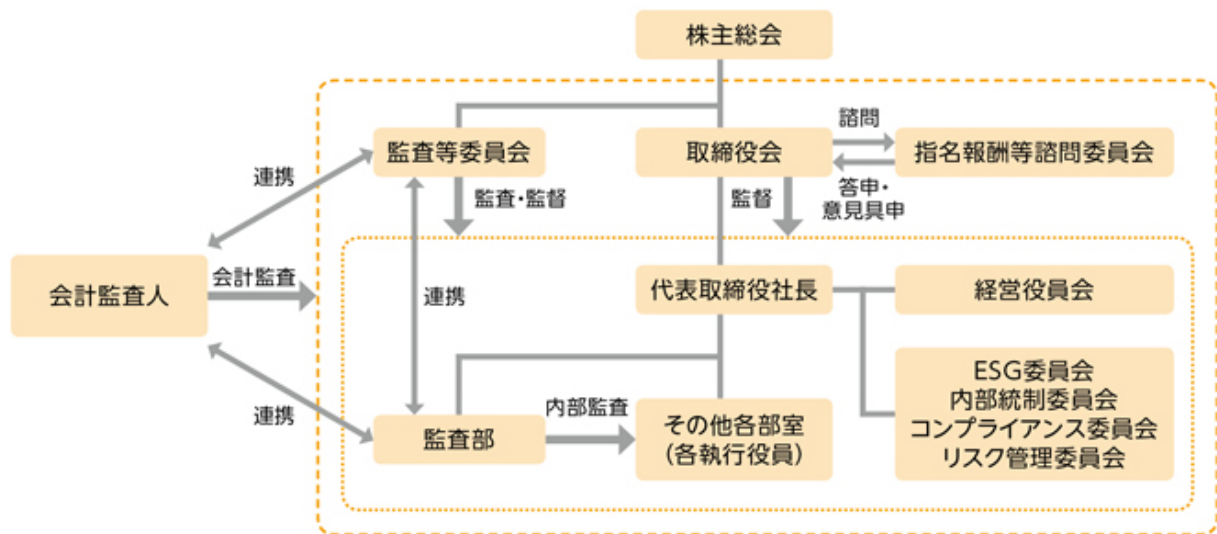 株主総会
諮問
監査等委員会
取締役会
指名報酬等諮問委員会
連携
監査・監督
監督
答申・
意見具申
会計監査人
会計監査
連携
代表取締役社長
経営役員会
ESG委員会
内部統制委員会
コンプライアンス委員会
リスク管理委員会
連携
監査部
内部監査
その他各部室
(各執行役員)